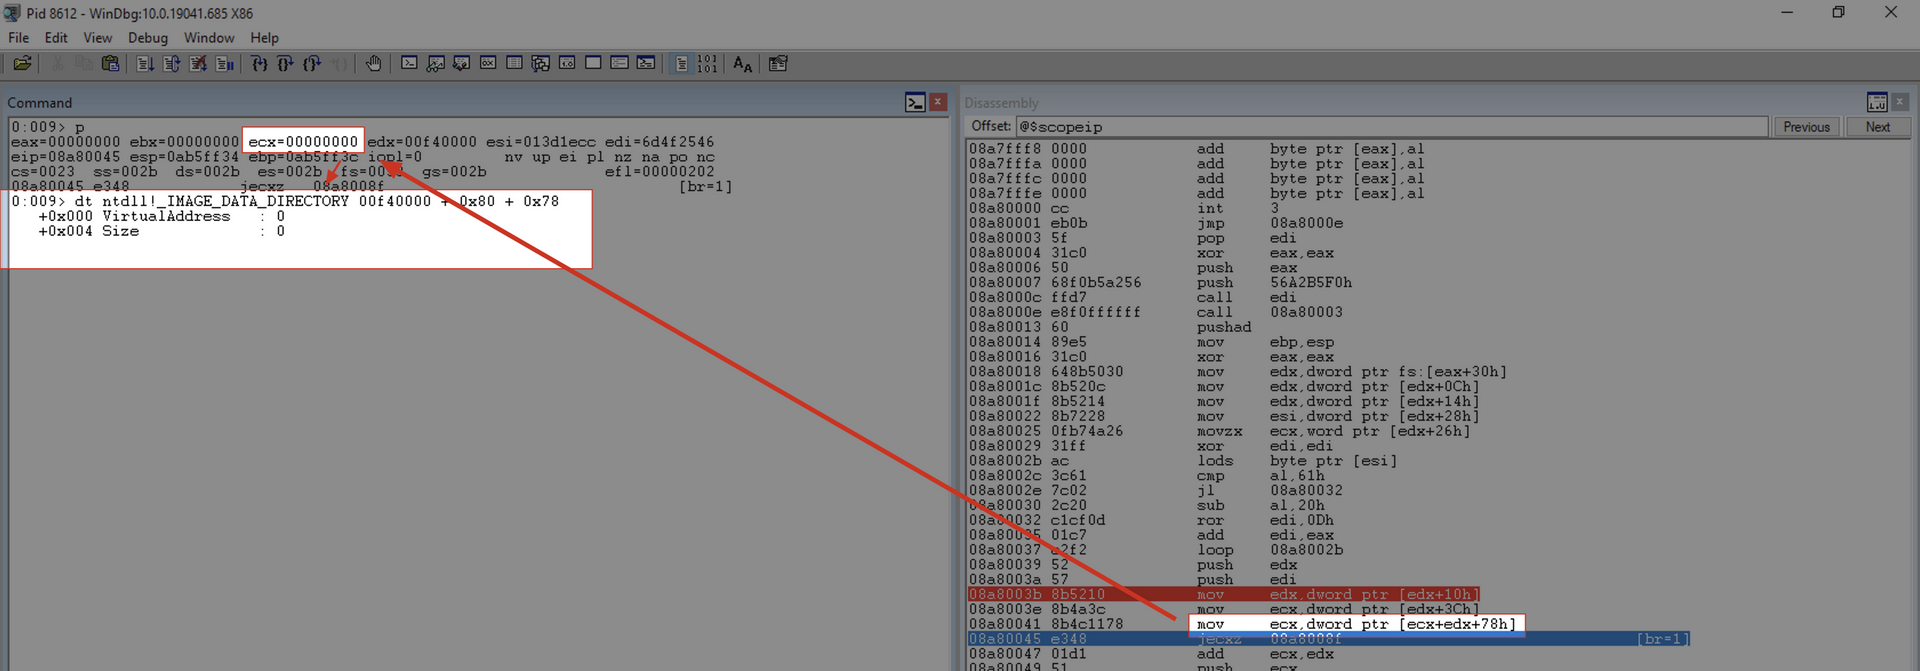 Pid 8612 - WinDbg:10.0.19041.685 X86
File Edit View Debug Window Help
Command
0:009> p
eax=00000000 ebx=00000000 ecx=00000000 edx=00f40000 esi=013d1ecc edi=6d4f2546
eip=08a80045 esp=0ab5ff34 ebp=0ab5ff3c iopl=0 nv up ei pl nz na po nc
cs=0023 ss=002b ds=002b es=002b gs=002b efl=00000202
08a80045 e348 jecxz 08a8008f [br=1]
0:009> dt ntdll!_IMAGE_DATA_DIRECTORY 00f40000 + 0x80 + 0x78
+0x000 VirtualAddress : 0
+0x004 Size : 0
Disassembly
Offset: @$scopeip Previous Next
08a7fff8 0000 add byte ptr [eax],al
08a7fffa 0000 add byte ptr [eax],al
08a7fffc 0000 add byte ptr [eax],al
08a7fffe 0000 add byte ptr [eax],al
08a80000 cc int 3
08a80001 eb0b jmp 08a8000e
08a80003 5f pop edi
08a80004 31c0 xor eax,eax
08a80006 50 push eax
08a80007 68f0b5a256 push 56A2B5F0h
08a8000c ffd7 call edi
08a8000e e8f0ffffff call 08a80003
08a80013 60 pushad
08a80014 89e5 mov ebp,esp
08a80016 31c0 xor eax,eax
08a80018 648b5030 mov edx,dword ptr fs:[eax+30h]
08a8001c 8b520c mov edx,dword ptr [edx+0Ch]
08a8001f 8b5214 mov edx,dword ptr [edx+14h]
08a80022 8b7228 mov esi,dword ptr [edx+28h]
08a80025 0fb74a26 movzx ecx,word ptr [edx+26h]
08a80029 31ff xor edi,edi
08a8002b ac lods byte ptr [esi]
08a8002c 3c61 cmp al,61h
08a8002e 7c02 jl 08a80032
08a80030 2c20 sub al,20h
08a80032 c1cf0d ror edi,0Dh
08a80035 01c7 add edi,eax
08a80037 e2f2 loop 08a8002b
08a80039 52 push edx
08a8003a 57 push edi
08a8003b 8b5210 mov edx,dword ptr [edx+10h]
08a8003e 8b4a3c mov ecx,dword ptr [edx+3Ch]
08a80041 8b4c1178 mov ecx,dword ptr [ecx+edx+78h]
08a80045 e348 jecxz 08a8008f [br=1]
08a80047 01d1 add ecx,edx
08a80049 51 push ecx